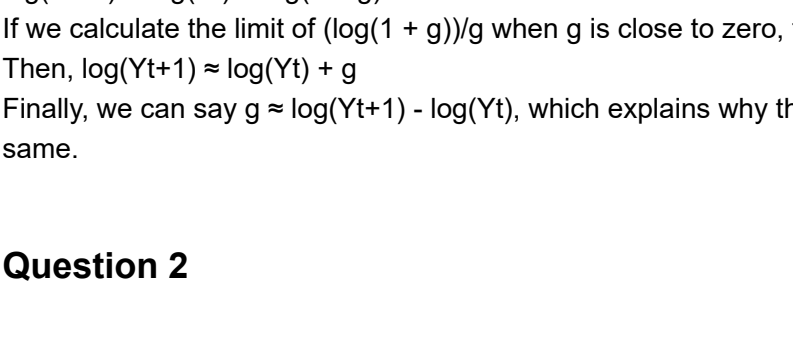 If we calculate the limit of (log(1 + g))/g when g is close to zero,
Then, log(Yt+1) ≈ log(Yt) + g
Finally, we can say g ≈ log(Yt+1) - log(Yt), which explains why
same.
Question 2